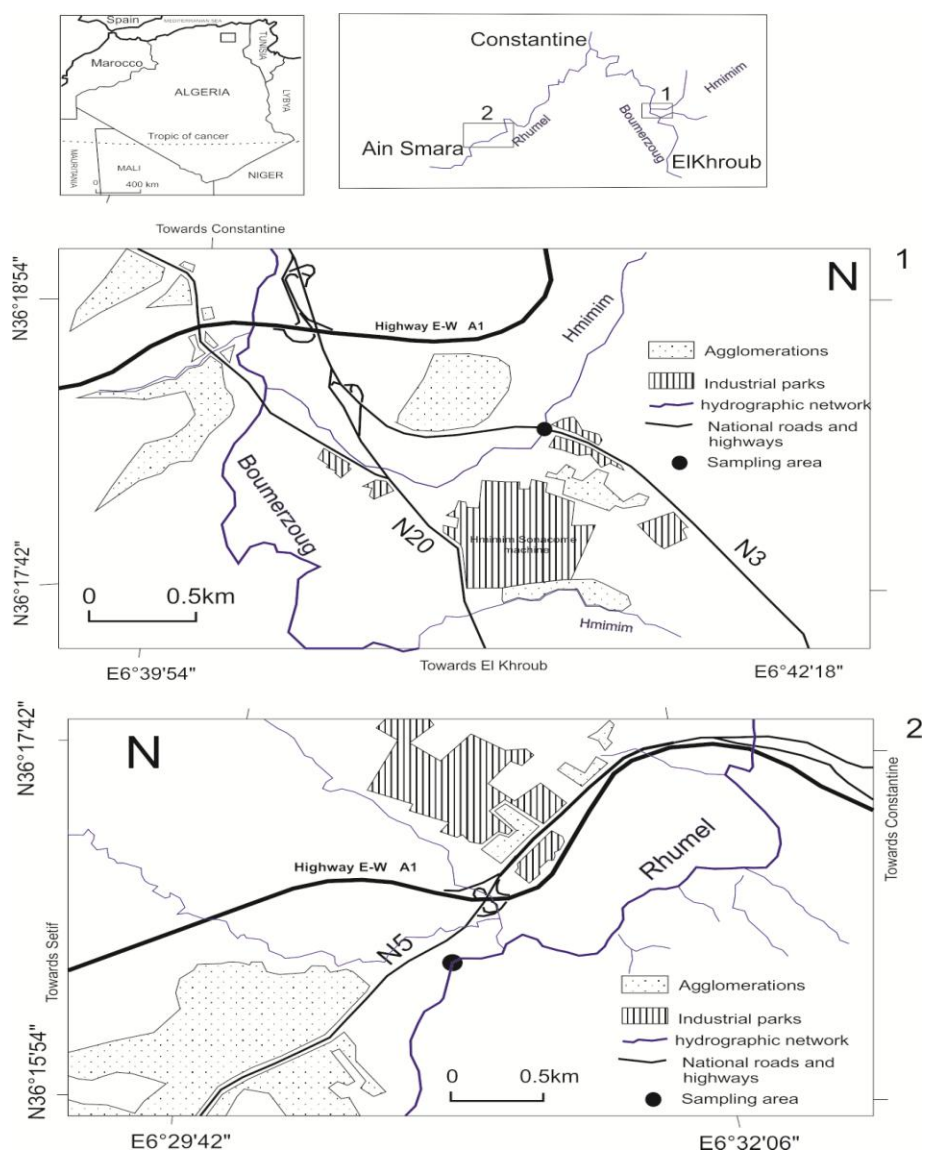 Spain
MEDITERRANEAN SEA
Marocco
TUNISIA
ALGERIA
LYBYA
Tropic of cancer
MAURITANIA
MALI
NIGER
0 400 km
Constantine
Hmimim
1
2
Rhumel
Boumerzoug
Ain Smara
ElKhroub
Towards Constantine
1
N36°18'54"
N
Highway E-W A1
Hmimim
Agglomerations
Industrial parks
hydrographic network
National roads and
highways
Sampling area
Boumerzoug
N20
Hmimim Sonacome
machine
N3
N36°17'42"
0 0.5km
Hmimim
E6°39'54"
Towards El Khroub
E6°42'18"
2
N36°17'42"
N
Towards Constantine
Rhumel
Highway E-W A1
N5
Towards Setif
Agglomerations
Industrial parks
hydrographic network
National roads and
highways
Sampling area
0 0.5km
N36°15'54"
E6°29'42"
E6°32'06"